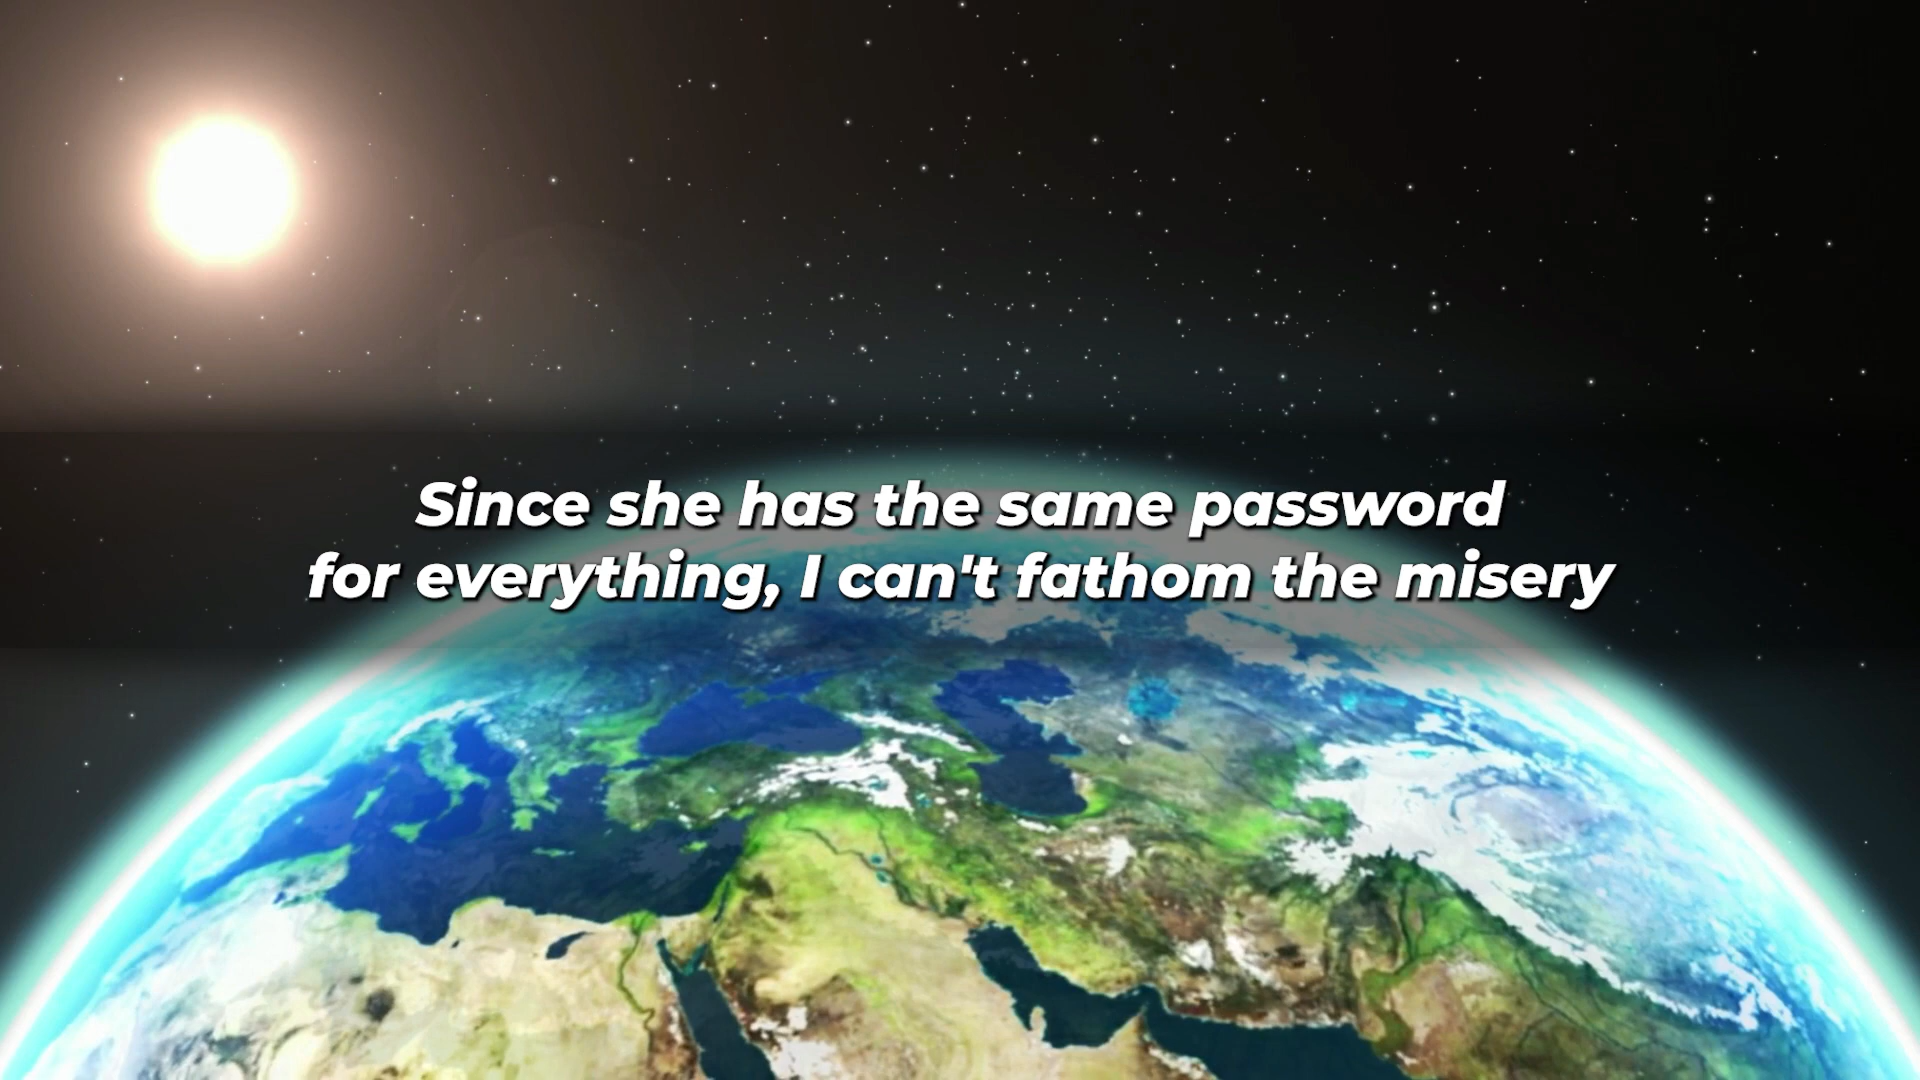 Since she has the same password
for everything, I can't fathom the misery